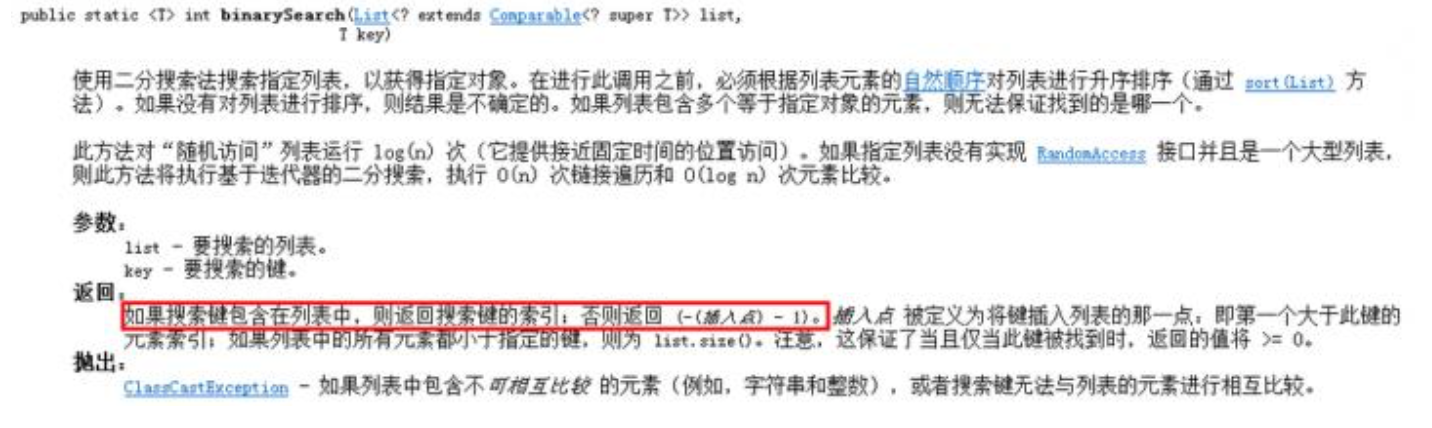 public static <T> int binarySearch(List<? extends Comparable<? super T>> list,
T key)
使用二分搜索法搜索指定列表，以获得指定对象。在进行此调用之前，必须根据列表元素的自然顺序对列表进行升序排序（通过 sort(List) 方
法）。如果没有对列表进行排序，则结果是不确定的。如果列表包含多个等于指定对象的元素，则无法保证找到的是哪一个。
此方法对“随机访问”列表运行 log(n) 次（它提供接近固定时间的位置访问）。如果指定列表没有实现 RandomAccess 接口并且是一个大型列表，
则此方法将执行基于迭代器的二分搜索，执行 O(n) 次链接遍历和 O(log n) 次元素比较。
参数：
list - 要搜索的列表。
key - 要搜索的键。
返回：
如果搜索键包含在列表中，则返回搜索键的索引；否则返回 (-(插入点) - 1)。插入点 被定义为将键插入列表的那一点：即第一个大于此键的
元素索引；如果列表中的所有元素都小于指定的键，则为 list.size()。注意，这保证了当且仅当此键被找到时，返回的值将 >= 0。
抛出：
ClassCastException - 如果列表中包含不可相互比较 的元素（例如，字符串和整数），或者搜索键无法与列表的元素进行相互比较。